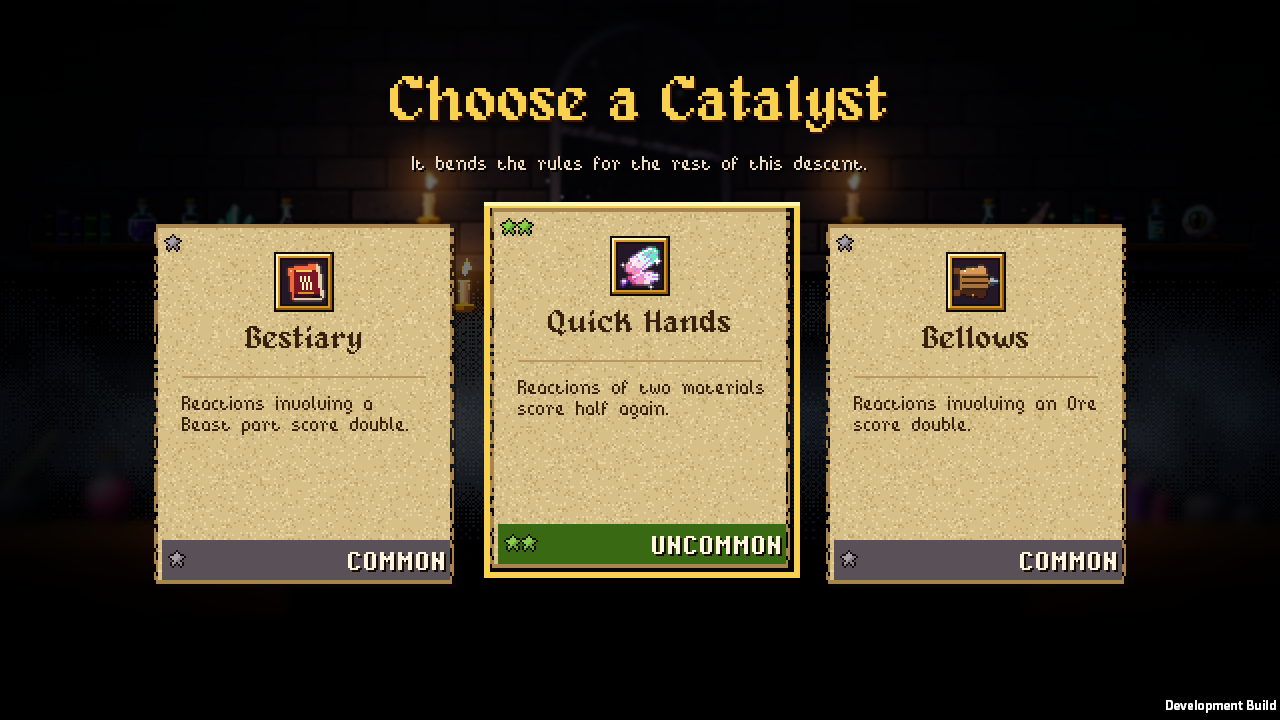 Choose a Catalyst
It bends the rules for the rest of this descent.
Bestiary
Reactions involving a
Beast part score double.
COMMON
Quick Hands
Reactions of two materials
score half again.
UNCOMMON
Bellows
Reactions involving an Ore
score double.
COMMON
Development Build